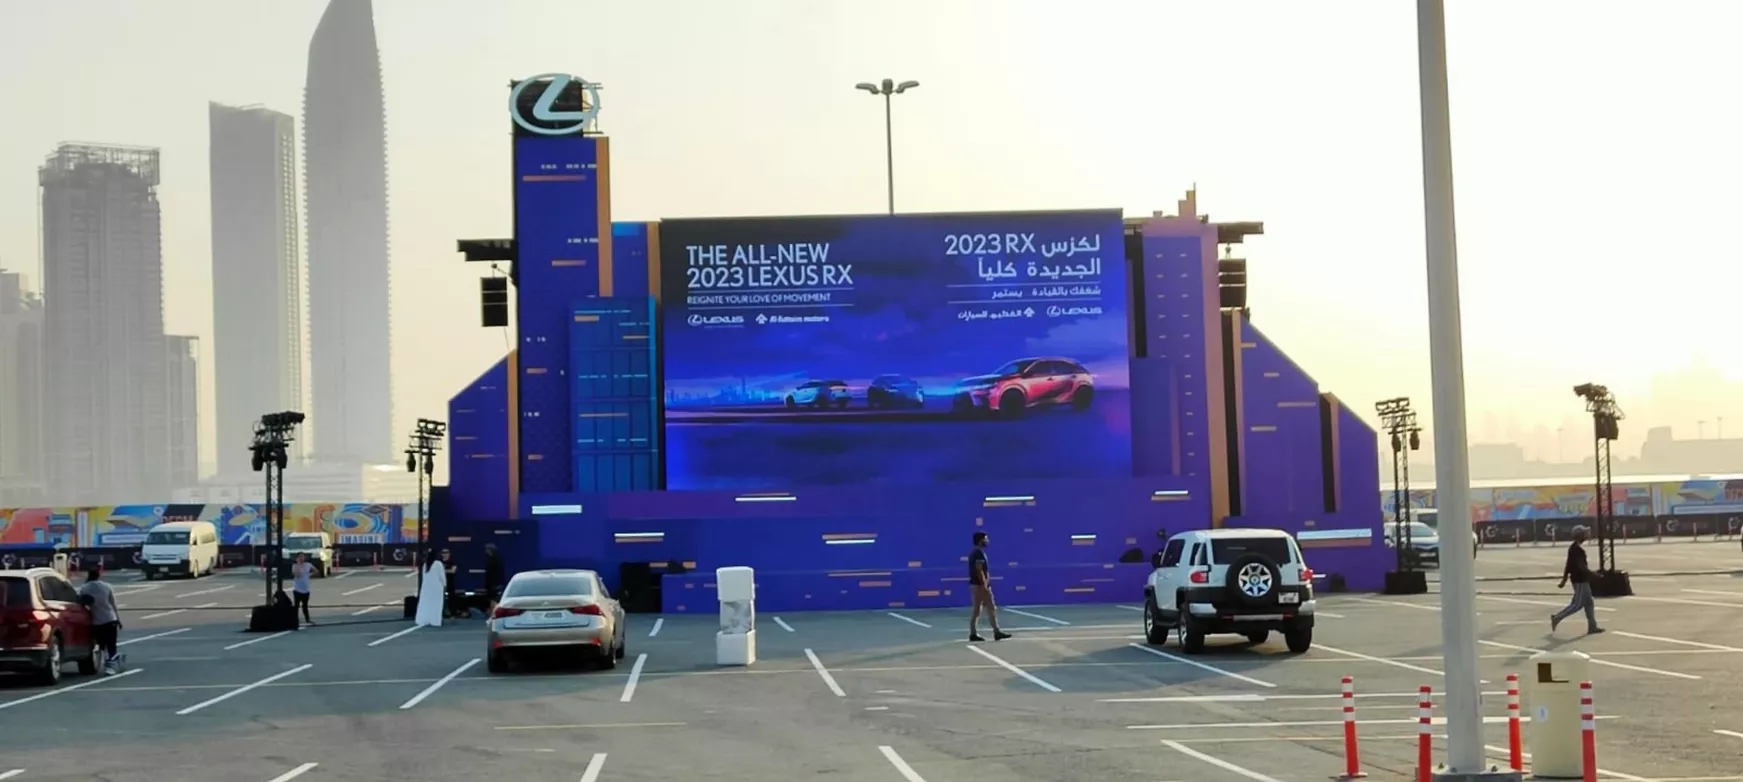 THE ALL-NEW
2023 LEXUS RX
REIGNITE YOUR LOVE OF MOVEMENT
LEXUS Al-Futtaim motors
لكزس 2023 RX
الجديدة كلياً
شغفك بالقيادة يستمر
LEXUS الفطيم للسيارات
IMAGINE